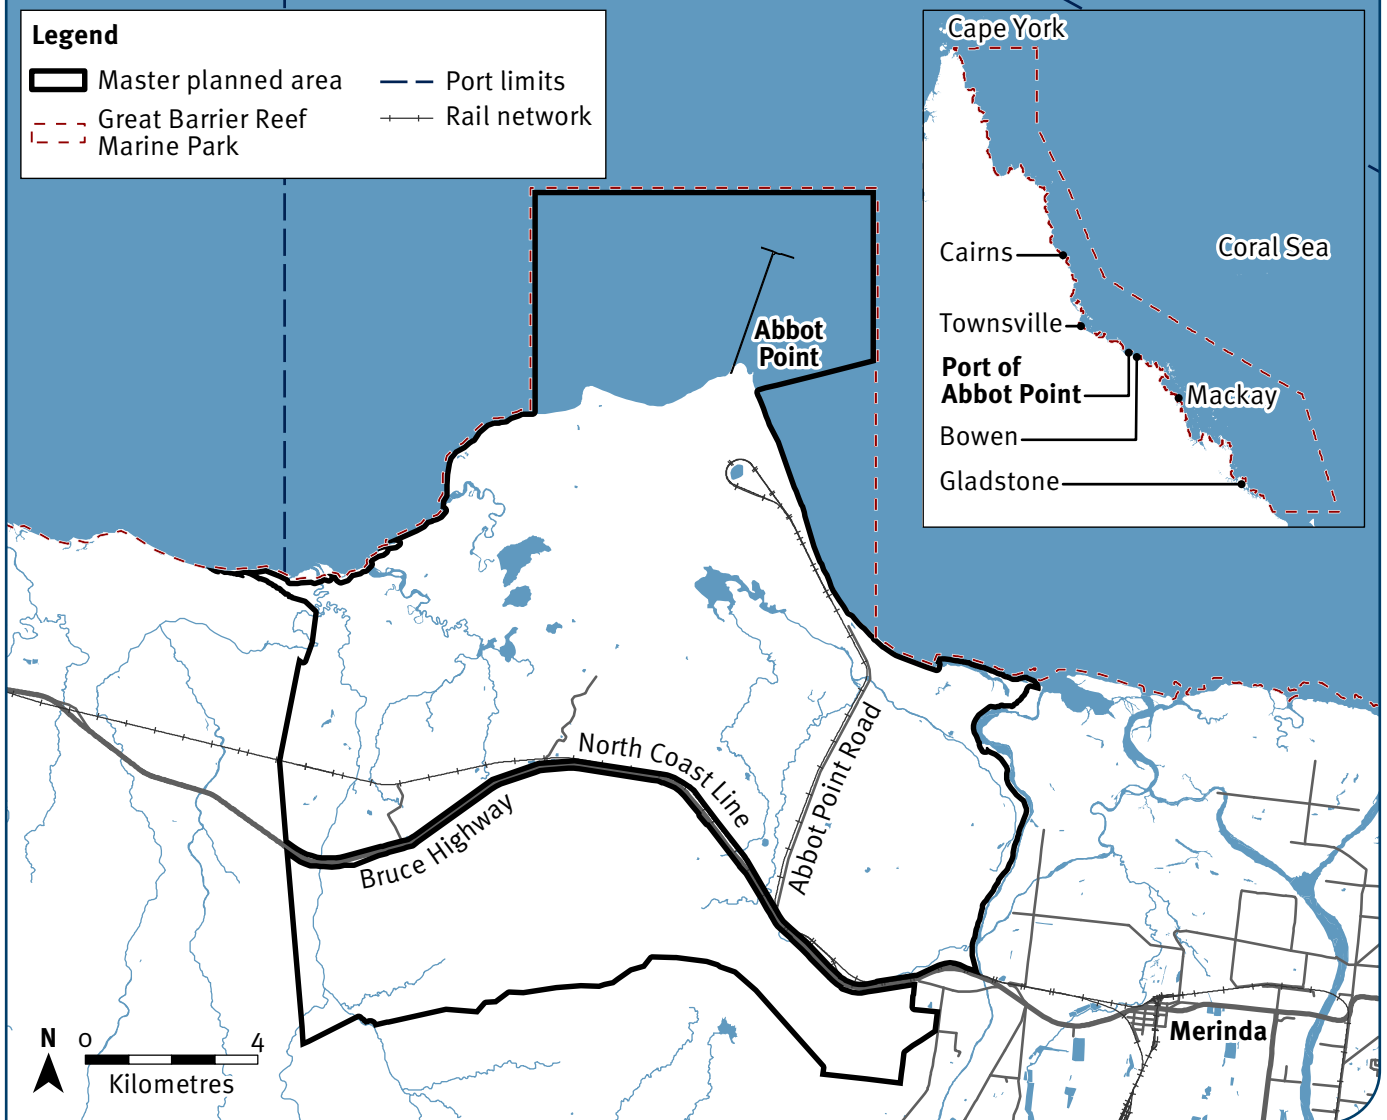 Legend
Master planned area
Great Barrier Reef
Marine Park
Port limits
Rail network
Cape York
Coral Sea
Cairns
Townsville
Port of
Abbot Point
Mackay
Bowen
Gladstone
Abbot
Point
North Coast Line
Abbot Point Road
Bruce Highway
Merinda
N
0 4
Kilometres